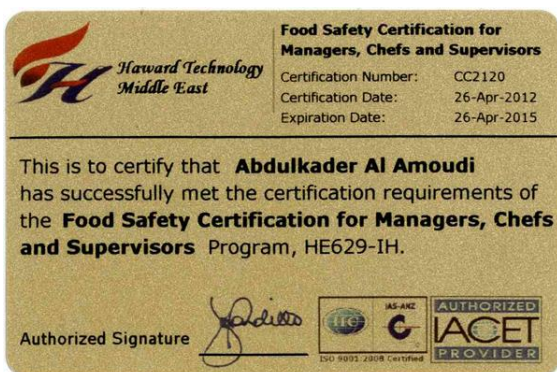 Haward Technology
Middle East
Food Safety Certification for
Managers, Chefs and Supervisors
Certification Number: CC2120
Certification Date: 26-Apr-2012
Expiration Date: 26-Apr-2015
This is to certify that Abdulkader Al Amoudi
has successfully met the certification requirements of
the Food Safety Certification for Managers, Chefs
and Supervisors Program, HE629-IH.
Authorized Signature
ITC
IAS-ANZ
ISO 9001:2008 Certified
AUTHORIZED
IACET
PROVIDER